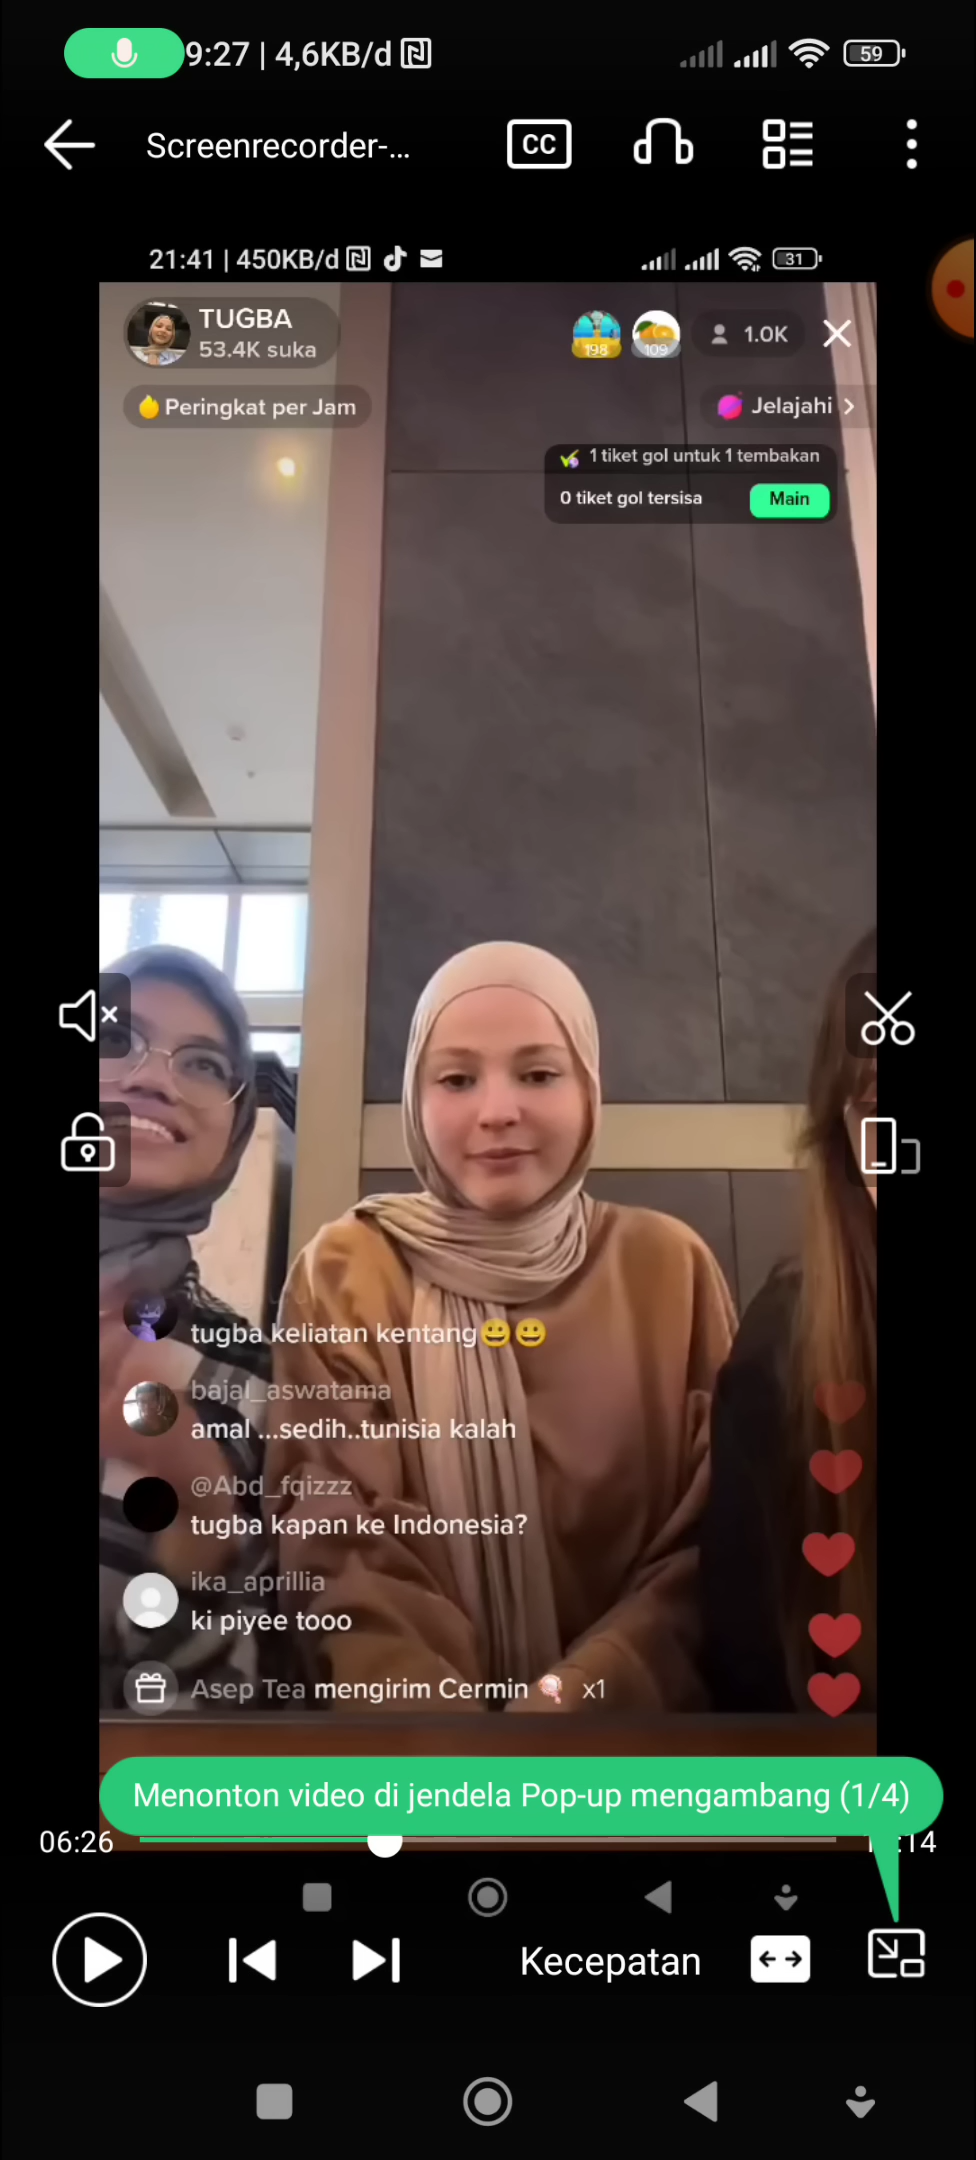 9:27 | 4,6KB/d
59
Screenrecorder-...
CC
21:41 | 450KB/d
31
TUGBA
53.4K suka
198
109
1.0K
Peringkat per Jam
Jelajahi
1 tiket gol untuk 1 tembakan
0 tiket gol tersisa
Main
tugba keliatan kentang😀😀
bajal_aswatama
amal ...sedih..tunisia kalah
@Abd_fqizzz
tugba kapan ke Indonesia?
ika_aprillia
ki piyee tooo
Asep Tea mengirim Cermin x1
Menonton video di jendela Pop-up mengambang (1/4)
06:26
Kecepatan